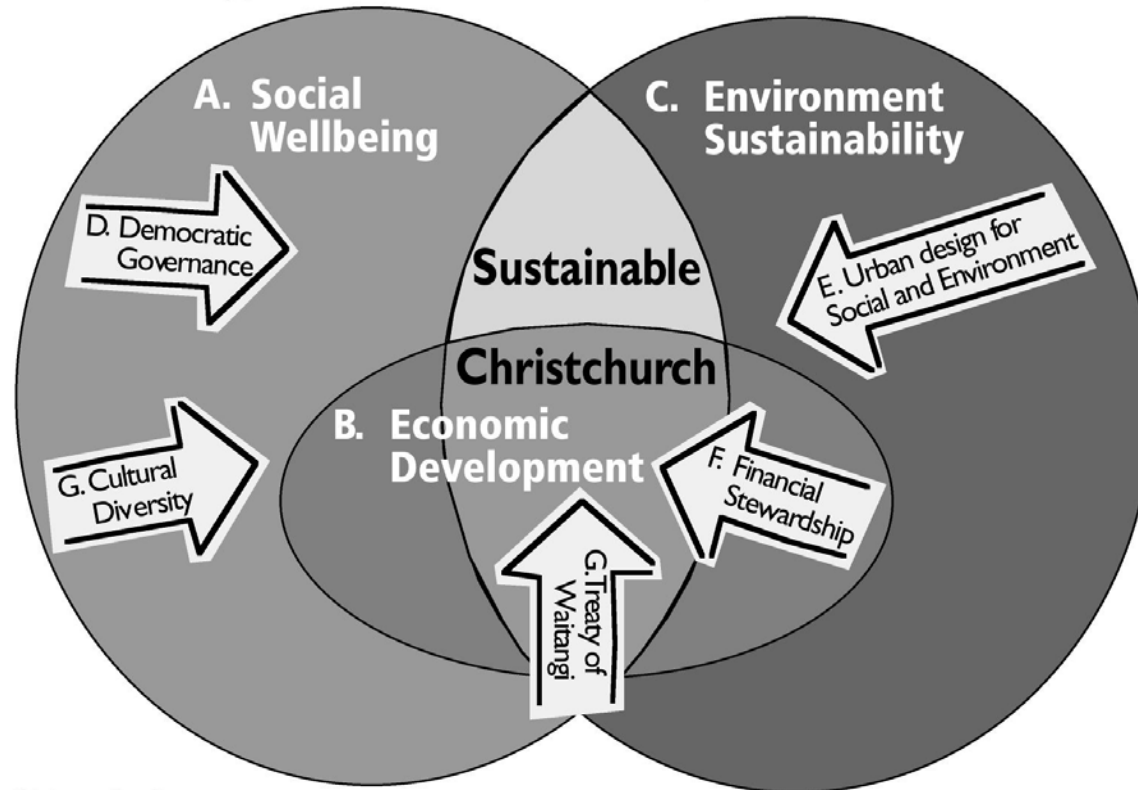 A. Social
Wellbeing
C. Environment
Sustainability
D. Democratic
Governance
E. Urban design for
Social and Environment
Sustainable
Christchurch
B. Economic
Development
G. Cultural
Diversity
F. Financial
Stewardship
G. Treaty of
Waitangi